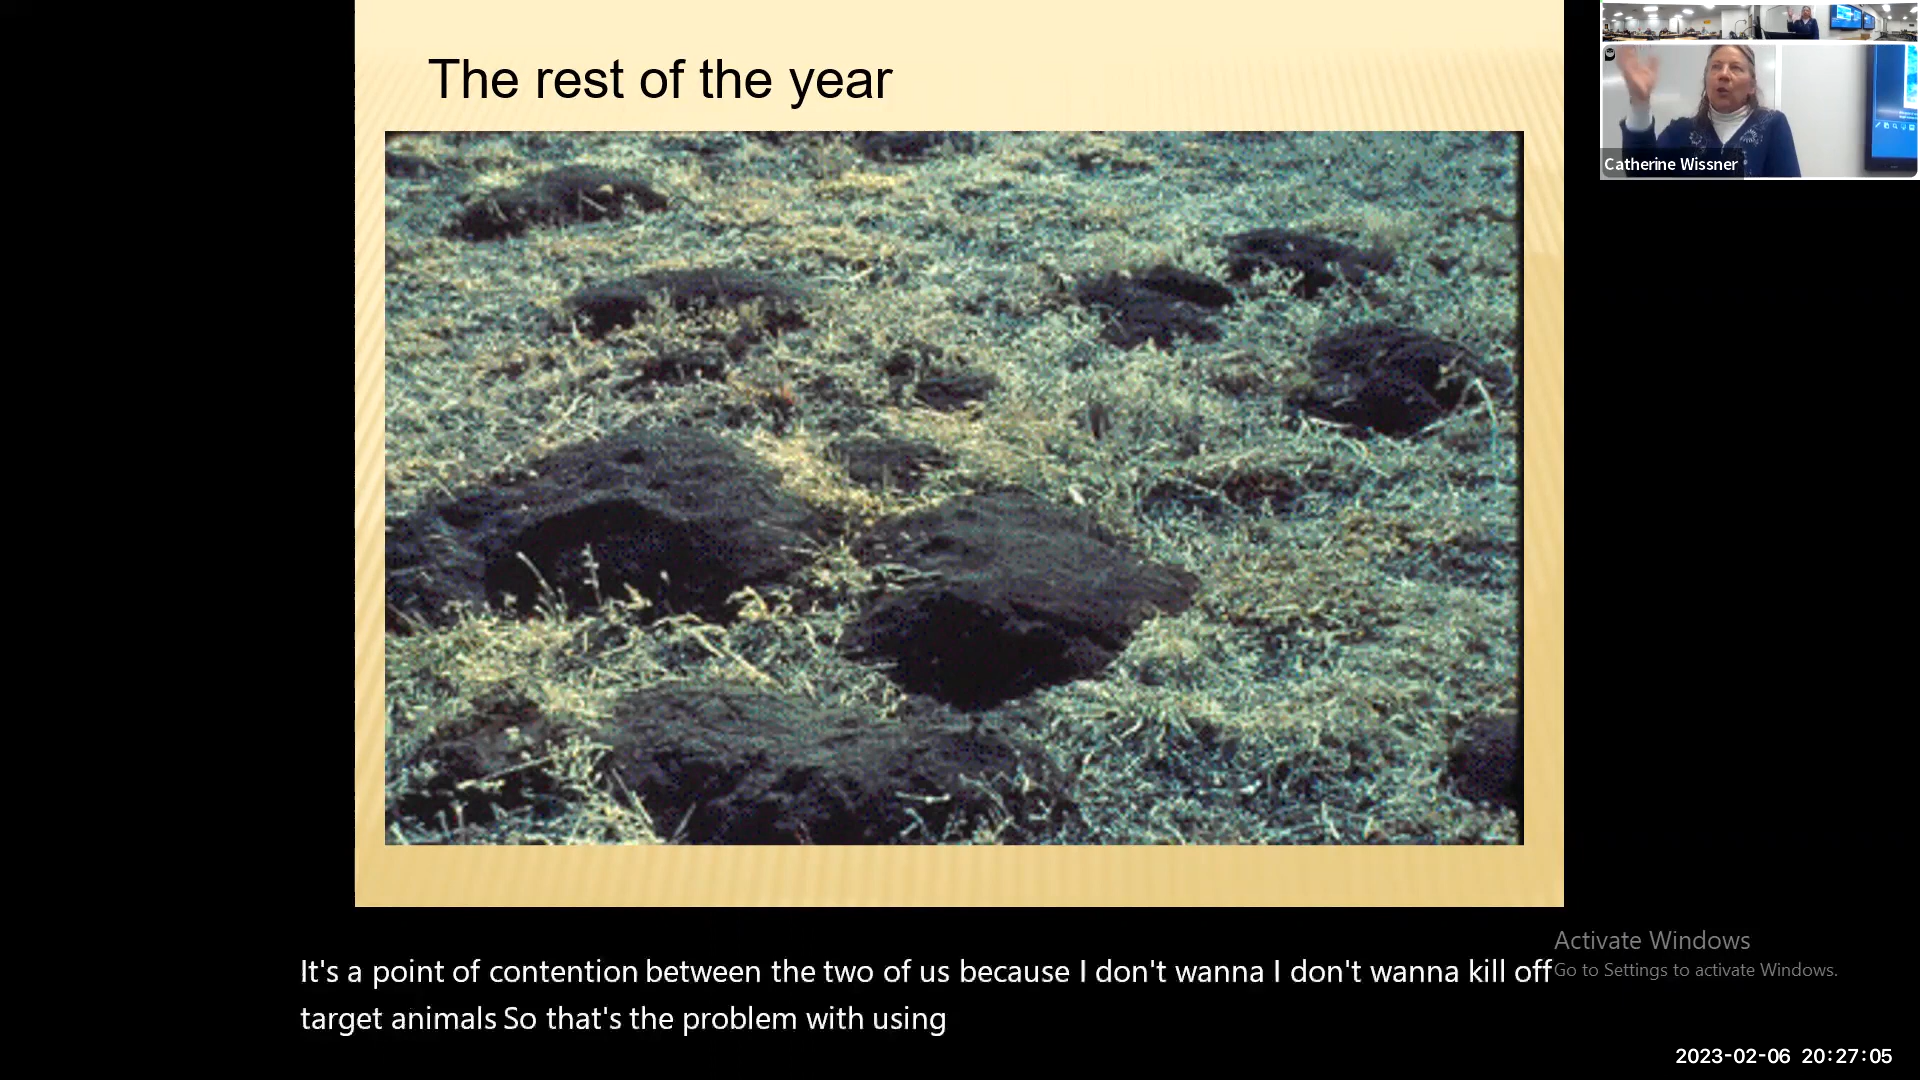 The rest of the year
Catherine Wissner
It's a point of contention between the two of us because I don't wanna I don't wanna kill off
target animals So that's the problem with using
Activate Windows
Go to Settings to activate Windows.
2023-02-06 20:27:05